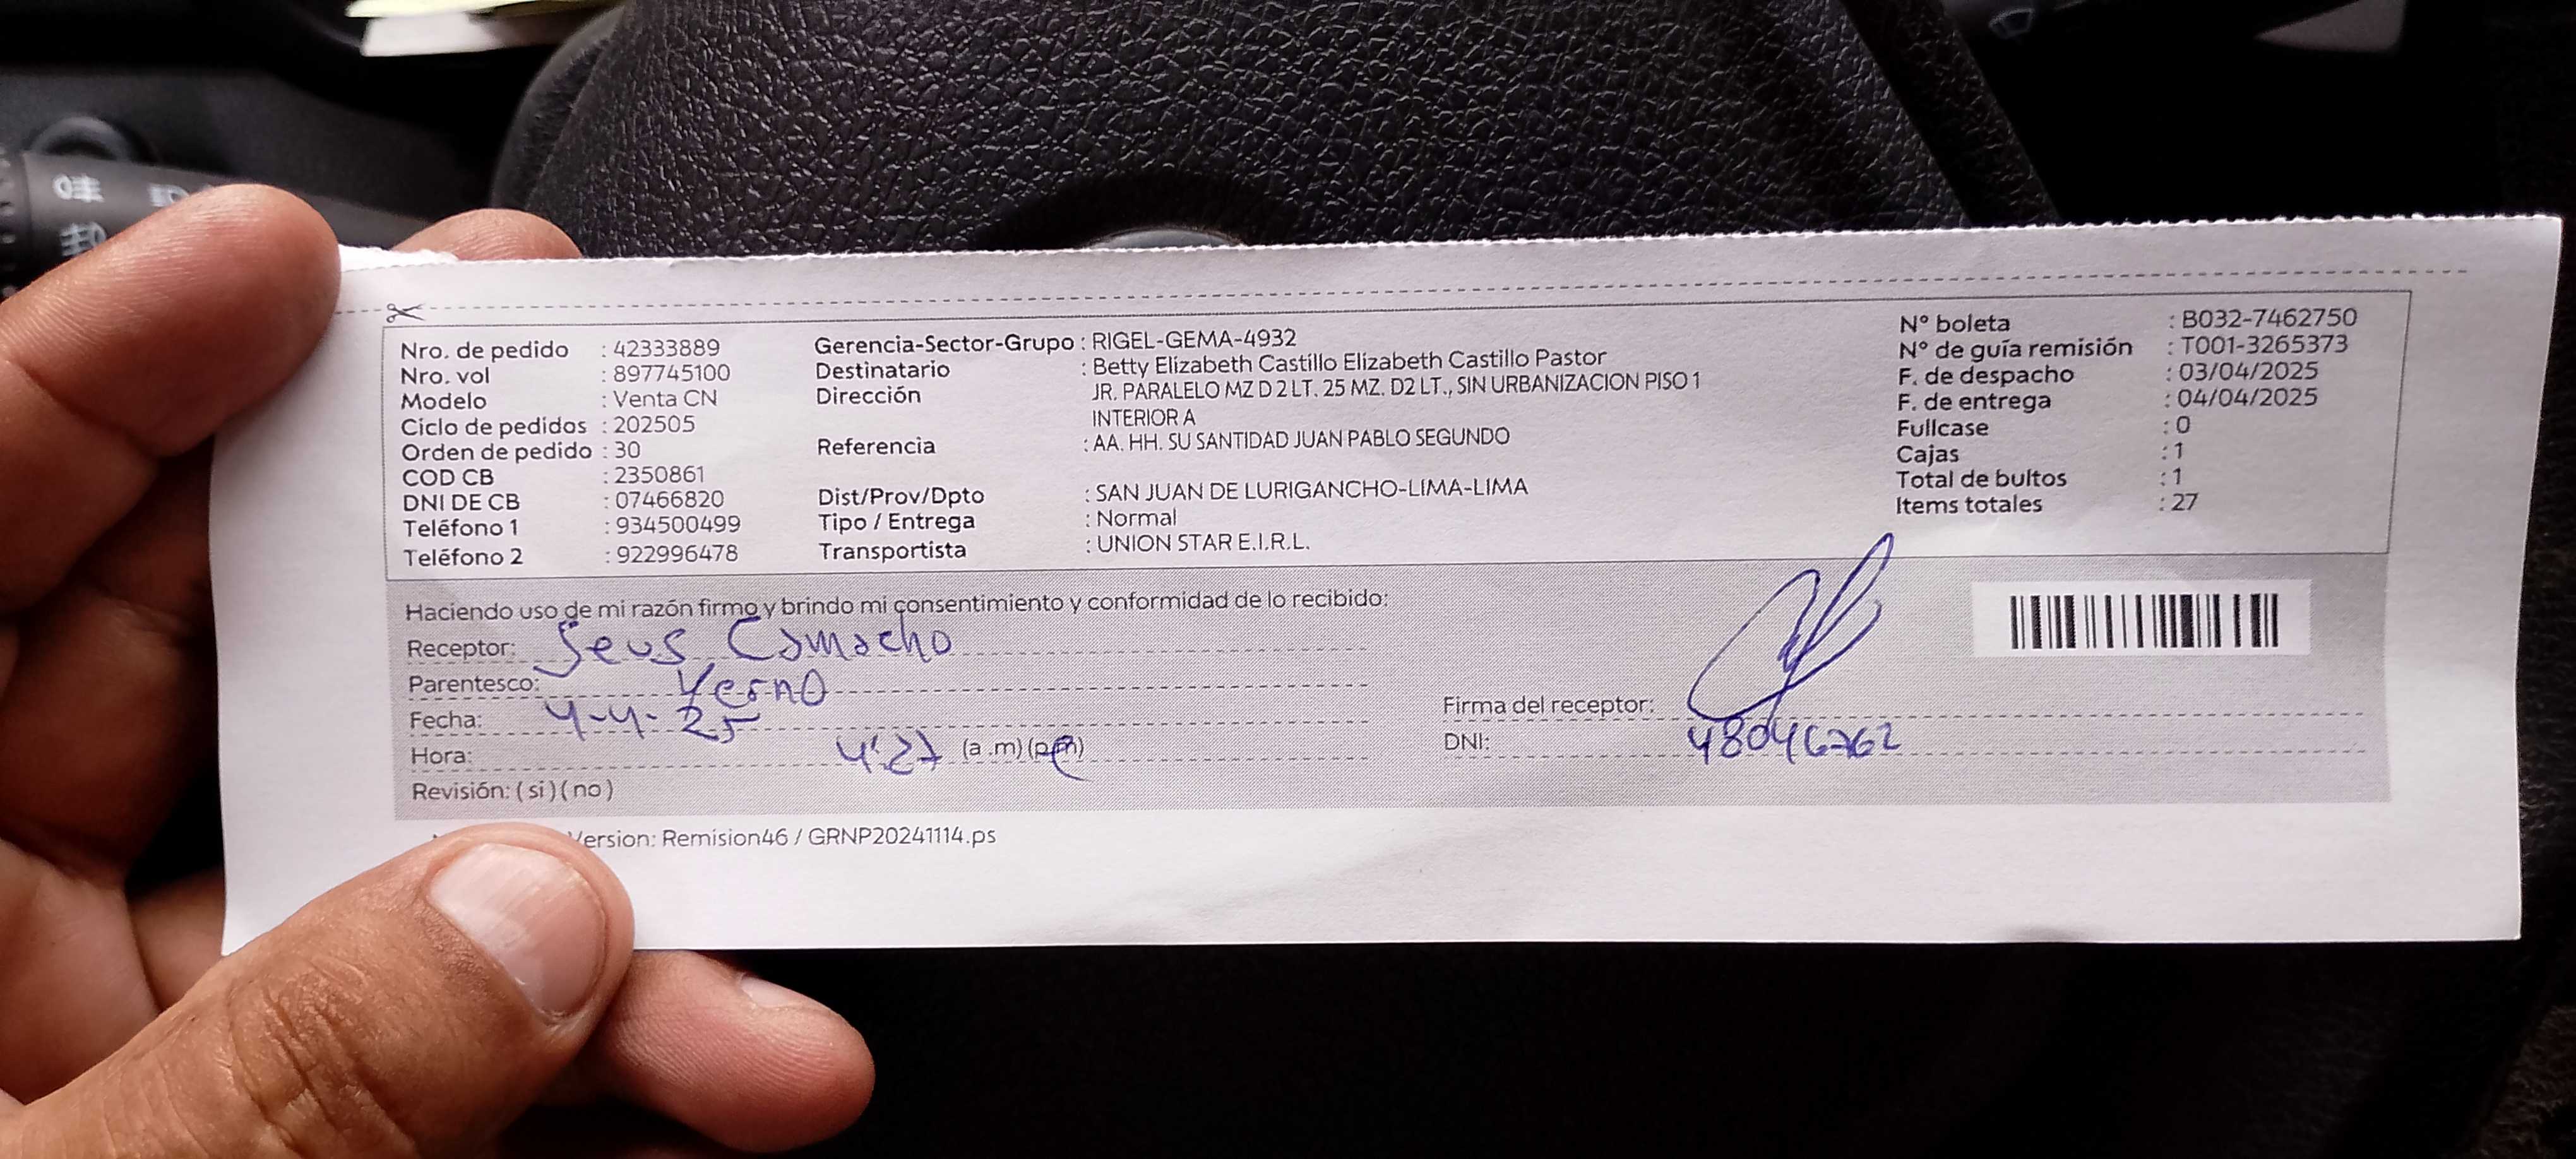 Nro. de pedido : 42333889
Nro. vol : 897745100
Modelo : Venta CN
Ciclo de pedidos : 202505
Orden de pedido : 30
COD CB : 2350861
DNI DE CB : 07466820
Teléfono 1 : 934500499
Teléfono 2 : 922996478
Gerencia-Sector-Grupo : RIGEL-GEMA-4932
Destinatario : Betty Elizabeth Castillo Elizabeth Castillo Pastor
Dirección JR. PARALELO MZ D 2 LT. 25 MZ. D2 LT., SIN URBANIZACION PISO 1
INTERIOR A
Referencia : AA. HH. SU SANTIDAD JUAN PABLO SEGUNDO
Dist/Prov/Dpto : SAN JUAN DE LURIGANCHO-LIMA-LIMA
Tipo / Entrega : Normal
Transportista : UNION STAR E.I.R.L.
N° boleta : B032-7462750
N° de guía remisión : T001-3265373
F. de despacho : 03/04/2025
F. de entrega : 04/04/2025
Fullcase : 0
Cajas : 1
Total de bultos : 1
Items totales : 27
Haciendo uso de mi razón firmo y brindo mi consentimiento y conformidad de lo recibido:
Receptor: Jeus Camacho
Parentesco: Yerno
Fecha: 4-4-25
Hora: 4:27 (a.m) (p.m)
Revisión: ( si ) ( no )
Firma del receptor:
DNI: 48046762
Version: Remision46 / GRNP20241114.ps